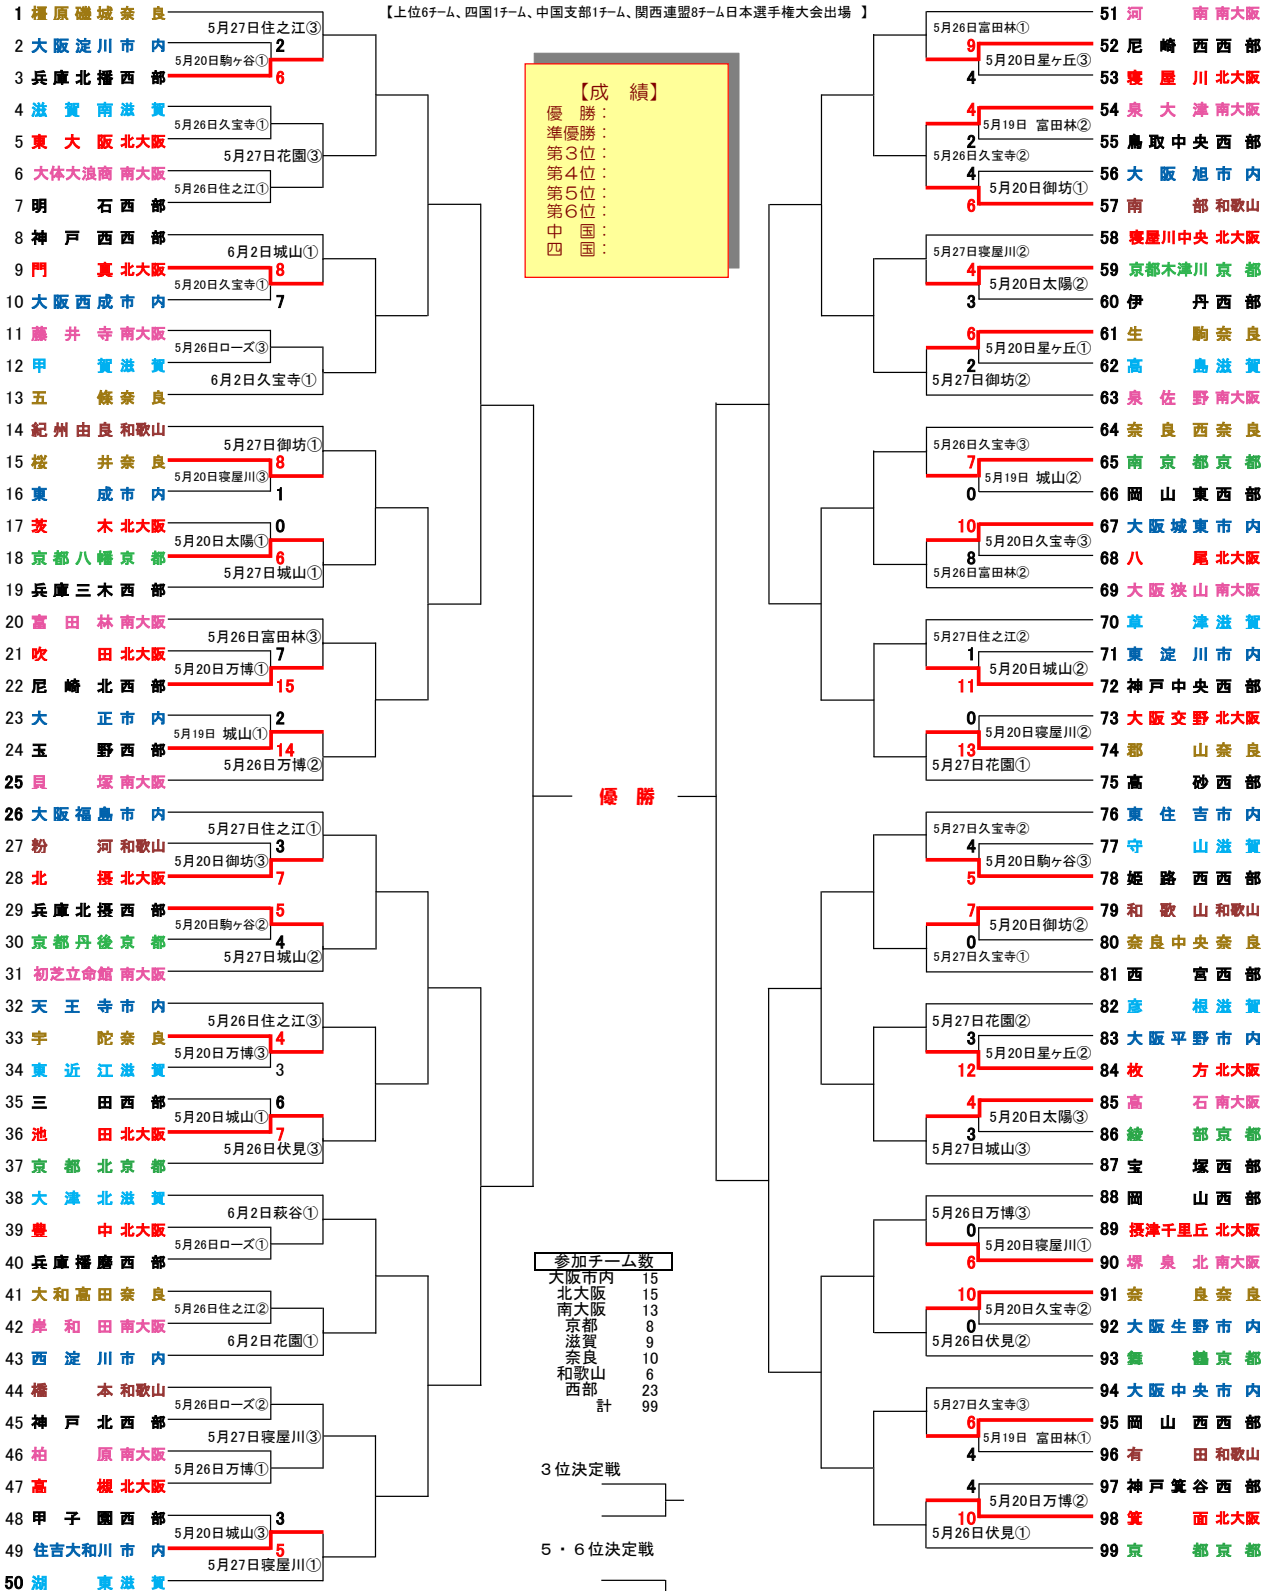 【上位6チーム、四国1チーム、中国支部1チーム、関西連盟8チーム日本選手権大会出場 】
1 橿原磯城 奈良
5月27日住之江③
2 大阪淀川 市内 2
5月20日駒ヶ谷①
3 兵庫北播 西部 6
4 滋賀南 滋賀
5月26日久宝寺①
5 東大阪 北大阪
5月27日花園③
6 大体大浪商 南大阪
5月26日住之江①
7 明石 西部
8 神戸西 西部
6月2日城山①
9 門真 北大阪 8
5月20日久宝寺①
10 大阪西成 市内 7
11 藤井寺 南大阪
5月26日ローズ③
12 甲賀 滋賀
6月2日久宝寺①
13 五條 奈良
14 紀州由良 和歌山
5月27日御坊①
15 桜井 奈良 8
5月20日寝屋川③
16 東成 市内 1
17 茨木 北大阪 0
5月20日太陽①
18 京都八幡 京都 6
5月27日城山①
19 兵庫三木 西部
20 富田林 南大阪
5月26日富田林③
21 吹田 北大阪 7
5月20日万博①
22 尼崎北 西部 15
23 大正 市内 2
5月19日 城山①
24 玉野 西部 14
5月26日万博②
25 貝塚 南大阪
26 大阪福島 市内
5月27日住之江①
27 粉河 和歌山 3
5月20日御坊③
28 北摂 北大阪 7
29 兵庫北摂 西部 5
5月20日駒ヶ谷②
30 京都丹後 京都 4
5月27日城山②
31 初芝立命館 南大阪
32 天王寺 市内
5月26日住之江③
33 宇陀 奈良 4
5月20日万博③
34 東近江 滋賀 3
35 三田 西部 6
5月20日城山①
36 池田 北大阪 7
5月26日伏見③
37 京都北 京都
38 大津北 滋賀
6月2日萩谷①
39 豊中 北大阪
5月26日ローズ①
40 兵庫播磨 西部
41 大和高田 奈良
5月26日住之江②
42 岸和田 南大阪
6月2日花園①
43 西淀川 市内
44 橋本 和歌山
5月26日ローズ②
45 神戸北 西部
5月27日寝屋川③
46 柏原 南大阪
5月26日万博①
47 高槻 北大阪
48 甲子園 西部 3
5月20日城山③
49 住吉大和川 市内 5
5月27日寝屋川①
50 湖東 滋賀
【成 績】
優 勝：
準優勝：
第3位：
第4位：
第5位：
第6位：
中 国：
四 国：
優 勝
参加チーム数
大阪市内 15
北大阪 15
南大阪 13
京都 8
滋賀 9
奈良 10
和歌山 6
西部 23
計 99
3位決定戦
5・6位決定戦
51 河南 南大阪
5月26日富田林①
9 52 尼崎西 西部
5月20日星ヶ丘③
4 53 寝屋川 北大阪
4 54 泉大津 南大阪
5月19日 富田林②
2 55 鳥取中央 西部
5月26日久宝寺②
4 56 大阪旭 市内
5月20日御坊①
6 57 南部 和歌山
58 寝屋川中央 北大阪
5月27日寝屋川②
4 59 京都木津川 京都
5月20日太陽②
3 60 伊丹 西部
6 61 生駒 奈良
5月20日星ヶ丘①
2 62 高島 滋賀
5月27日御坊②
63 泉佐野 南大阪
64 奈良西 奈良
5月26日久宝寺③
7 65 南京都 京都
5月19日 城山②
0 66 岡山東 西部
10 67 大阪城東 市内
5月20日久宝寺③
8 68 八尾 北大阪
5月26日富田林②
69 大阪狭山 南大阪
70 草津 滋賀
5月27日住之江②
1 71 東淀川 市内
5月20日城山②
11 72 神戸中央 西部
0 73 大阪交野 北大阪
5月20日寝屋川②
13 74 郡山 奈良
5月27日花園①
75 高砂 西部
76 東住吉 市内
5月27日久宝寺②
4 77 守山 滋賀
5月20日駒ヶ谷③
5 78 姫路西 西部
7 79 和歌山 和歌山
5月20日御坊②
0 80 奈良中央 奈良
5月27日久宝寺①
81 西宮 西部
82 彦根 滋賀
5月27日花園②
3 83 大阪平野 市内
5月20日星ヶ丘②
12 84 枚方 北大阪
4 85 高石 南大阪
5月20日太陽③
3 86 綾部 京都
5月27日城山③
87 宝塚 西部
88 岡山 西部
5月26日万博③
0 89 摂津千里丘 北大阪
5月20日寝屋川①
6 90 堺泉北 南大阪
10 91 奈良 奈良
5月20日久宝寺②
0 92 大阪生野 市内
5月26日伏見②
93 舞鶴 京都
94 大阪中央 市内
5月27日久宝寺③
6 95 岡山西 西部
5月19日 富田林①
4 96 有田 和歌山
4 97 神戸箕谷 西部
5月20日万博②
10 98 箕面 北大阪
5月26日伏見①
99 京都 京都